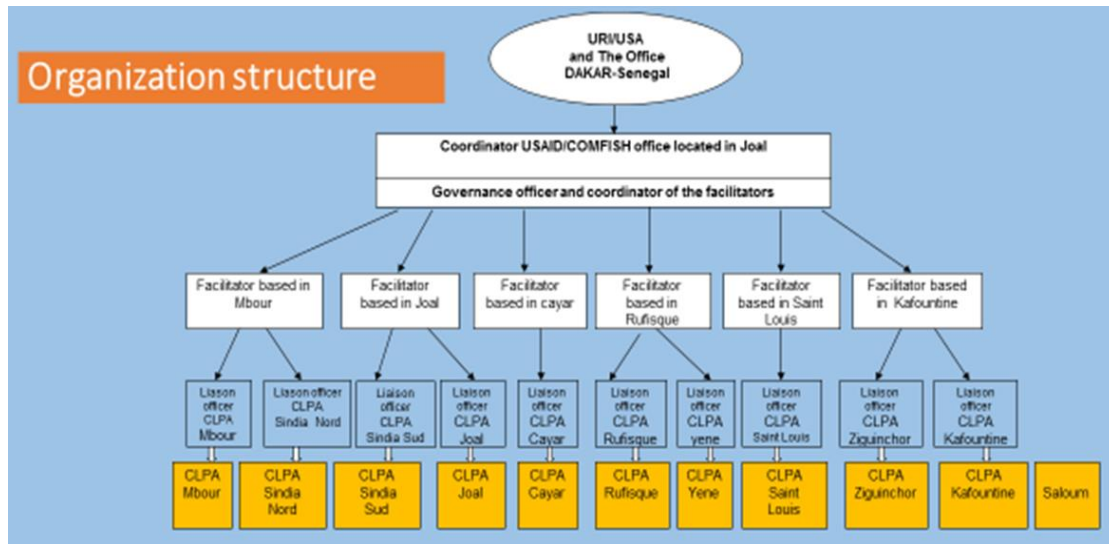 Organization structure
URI/USA
and The Office
DAKAR-Senegal
Coordinator USAID/COMFISH office located in Joal
Governance officer and coordinator of the facilitators
Facilitator based in
Mbour
Facilitator
based in Joal
Facilitator
based in cayar
Facilitator
based in
Rufisque
Facilitator
based in Saint
Louis
Facilitator based
in Kafountine
Liaison
officer
CLPA
Mbour
Liason officer
CLPA
Sindia Nord
Liaison
officer
CLPA
Sindia Sud
Liaison
officer
CLPA
Joal
Liaison
officer
CLPA
Cayar
Liaison
officer
CLPA
Rufisque
Liaison
officer
CLPA
yene
Liaison
officer
CLPA
Saint Louis
Liaison
officer
CLPA
Ziguinchor
Liaison
officer
CLPA
Kafountine
CLPA
Mbour
CLPA
Sindia
Nord
CLPA
Sindia
Sud
CLPA
Joal
CLPA
Cayar
CLPA
Rufisque
CLPA
Yene
CLPA
Saint
Louis
CLPA
Ziguinchor
CLPA
Kafountine
Saloum